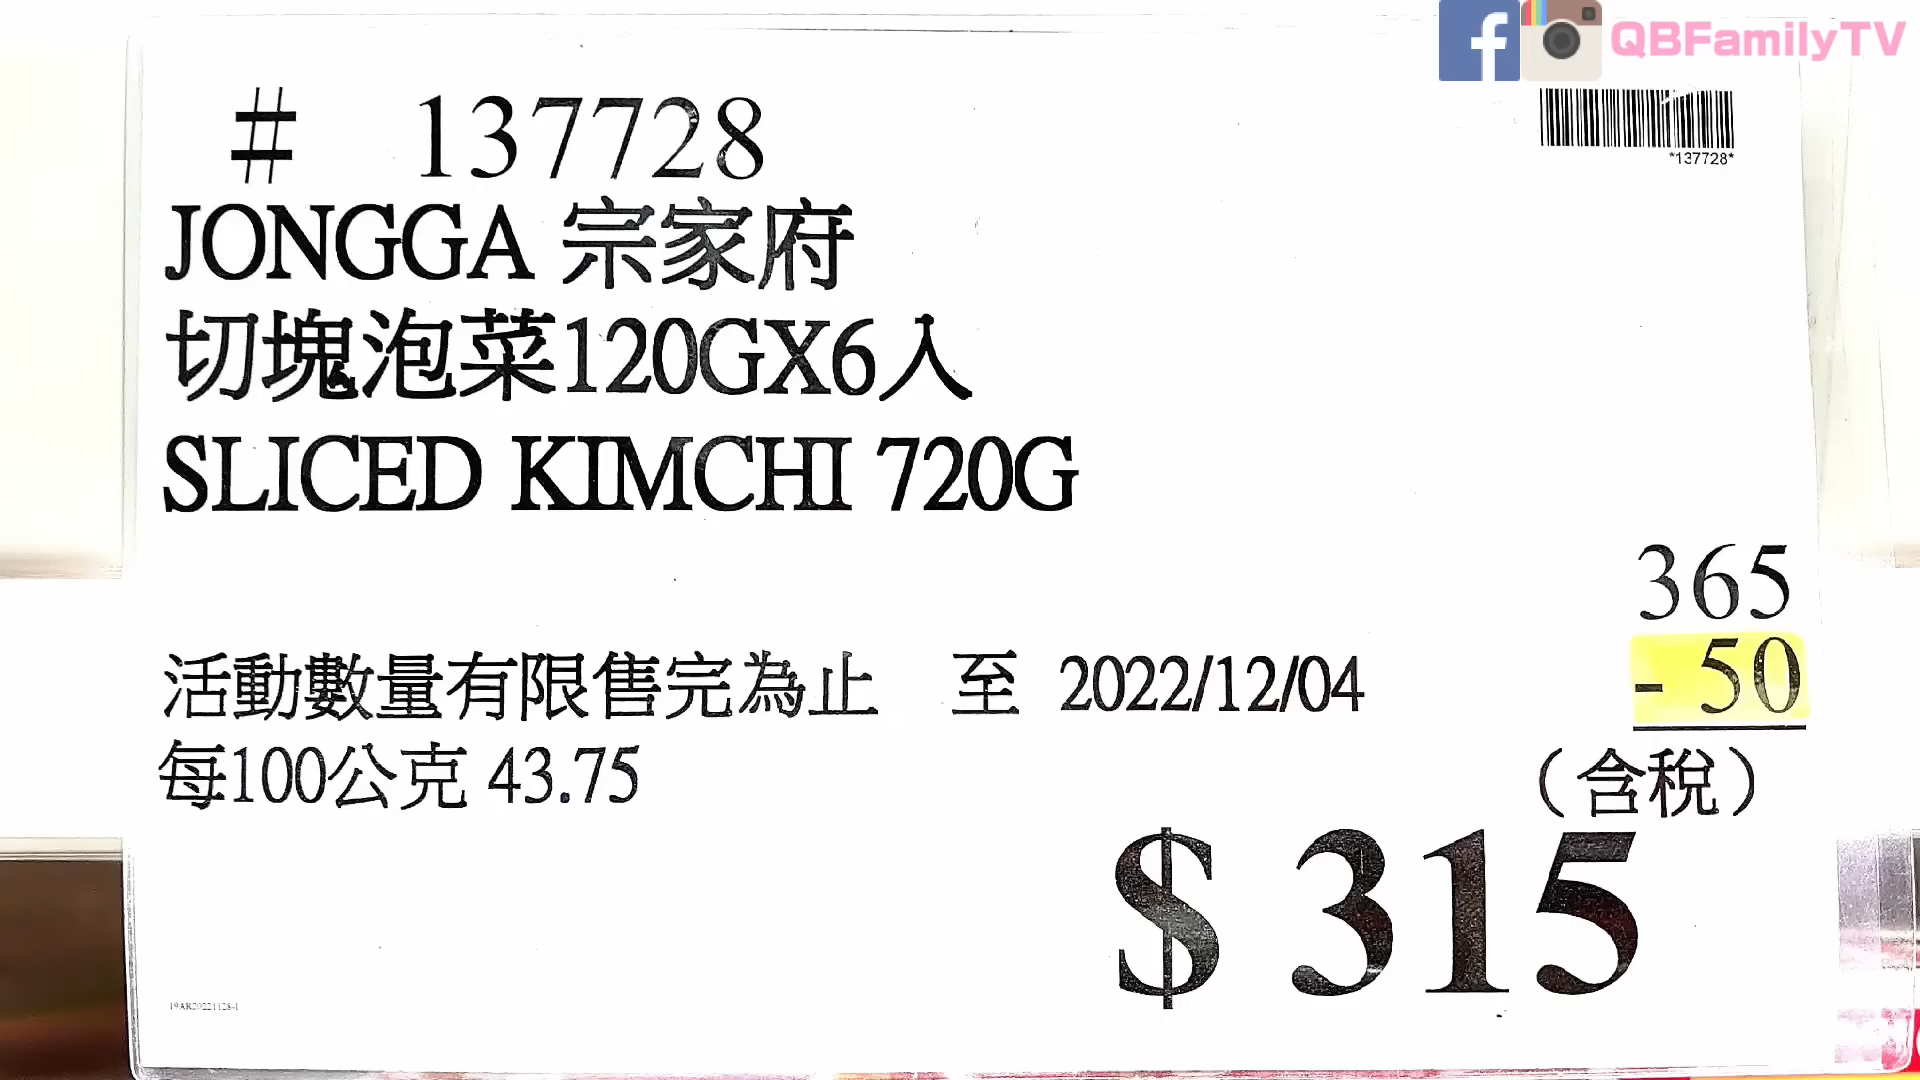 QBFamilyTV
# 137728
*137728*
JONGGA 宗家府
切塊泡菜120GX6入
SLICED KIMCHI 720G
365
- 50
活動數量有限售完為止 至 2022/12/04
每100公克 43.75
（含稅）
$ 315
19AR20221128-1